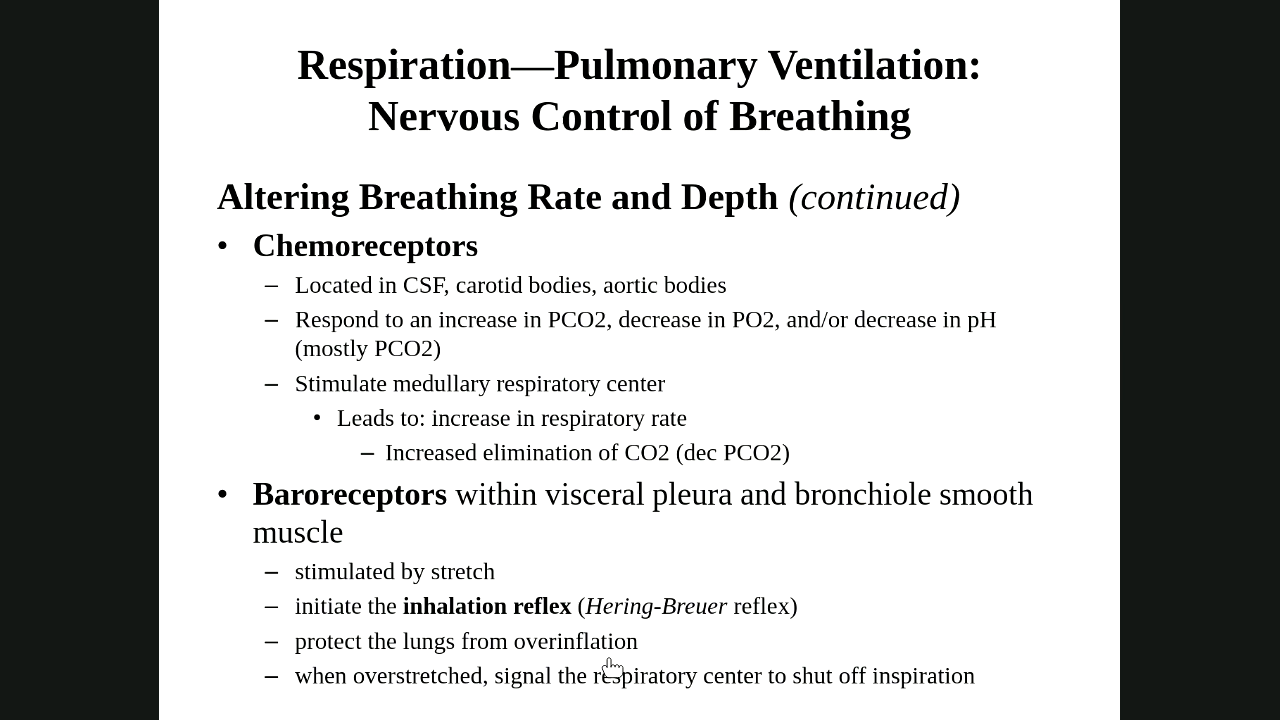 Respiration—Pulmonary Ventilation:
Nervous Control of Breathing
Altering Breathing Rate and Depth (continued)
• Chemoreceptors
– Located in CSF, carotid bodies, aortic bodies
– Respond to an increase in PCO2, decrease in PO2, and/or decrease in pH
(mostly PCO2)
– Stimulate medullary respiratory center
• Leads to: increase in respiratory rate
– Increased elimination of CO2 (dec PCO2)
• Baroreceptors within visceral pleura and bronchiole smooth
muscle
– stimulated by stretch
– initiate the inhalation reflex (Hering-Breuer reflex)
– protect the lungs from overinflation
– when overstretched, signal the respiratory center to shut off inspiration